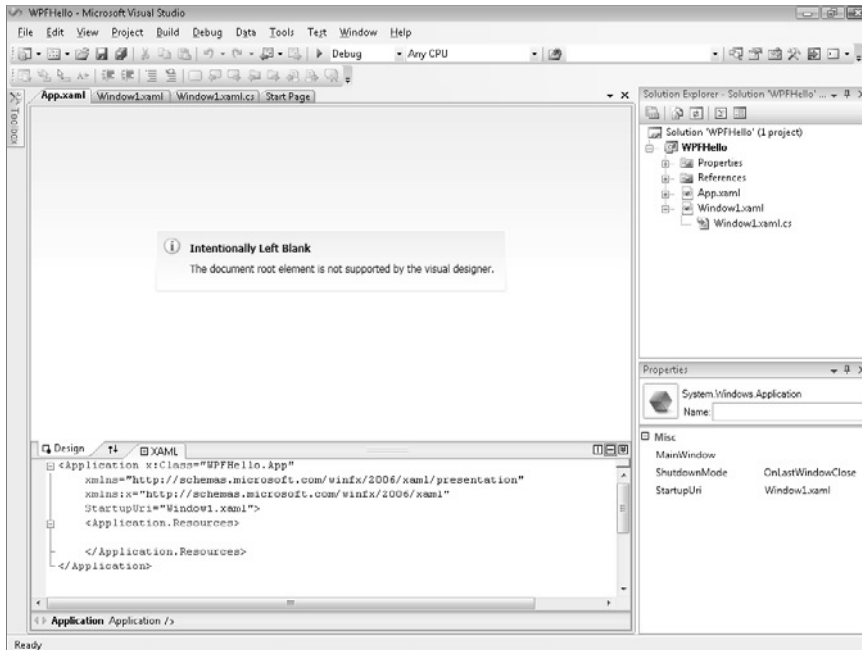 WPFHello - Microsoft Visual Studio
File Edit View Project Build Debug Data Tools Test Window Help
Debug Any CPU
Toolbox
App.xaml Window1.xaml Window1.xaml.cs Start Page
Intentionally Left Blank
The document root element is not supported by the visual designer.
Design XAML
<Application x:Class="WPFHello.App"
xmlns="http://schemas.microsoft.com/winfx/2006/xaml/presentation"
xmlns:x="http://schemas.microsoft.com/winfx/2006/xaml"
StartupUri="Window1.xaml">
<Application.Resources>
</Application.Resources>
</Application>
Application Application />
Solution Explorer - Solution 'WPFHello' ...
Solution 'WPFHello' (1 project)
WPFHello
Properties
References
App.xaml
Window1.xaml
Window1.xaml.cs
Properties
System.Windows.Application
Name:
Misc
MainWindow
ShutdownMode OnLastWindowClose
StartupUri Window1.xaml
Ready